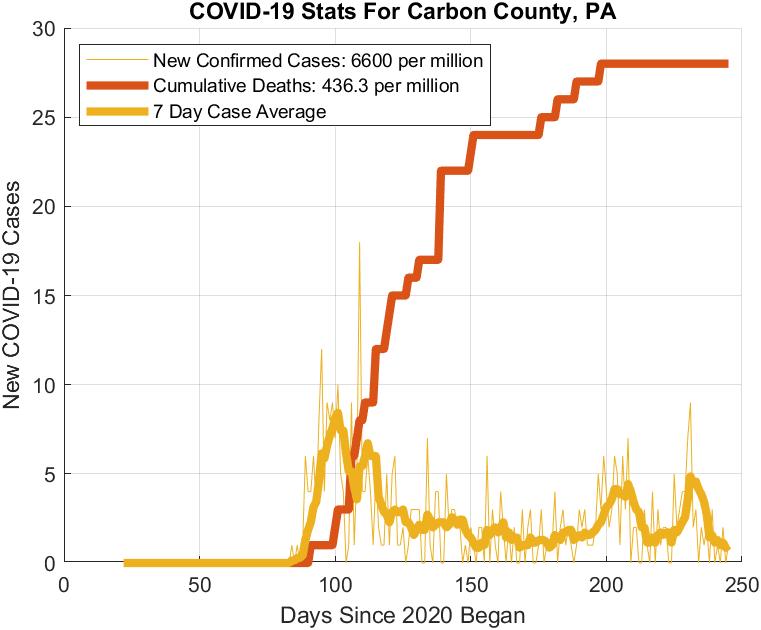 COVID-19 Stats For Carbon County, PA
30
New Confirmed Cases: 6600 per million
Cumulative Deaths: 436.3 per million
7 Day Case Average
25
20
15
10
5
0
New COVID-19 Cases
0 50 100 150 200 250
Days Since 2020 Began